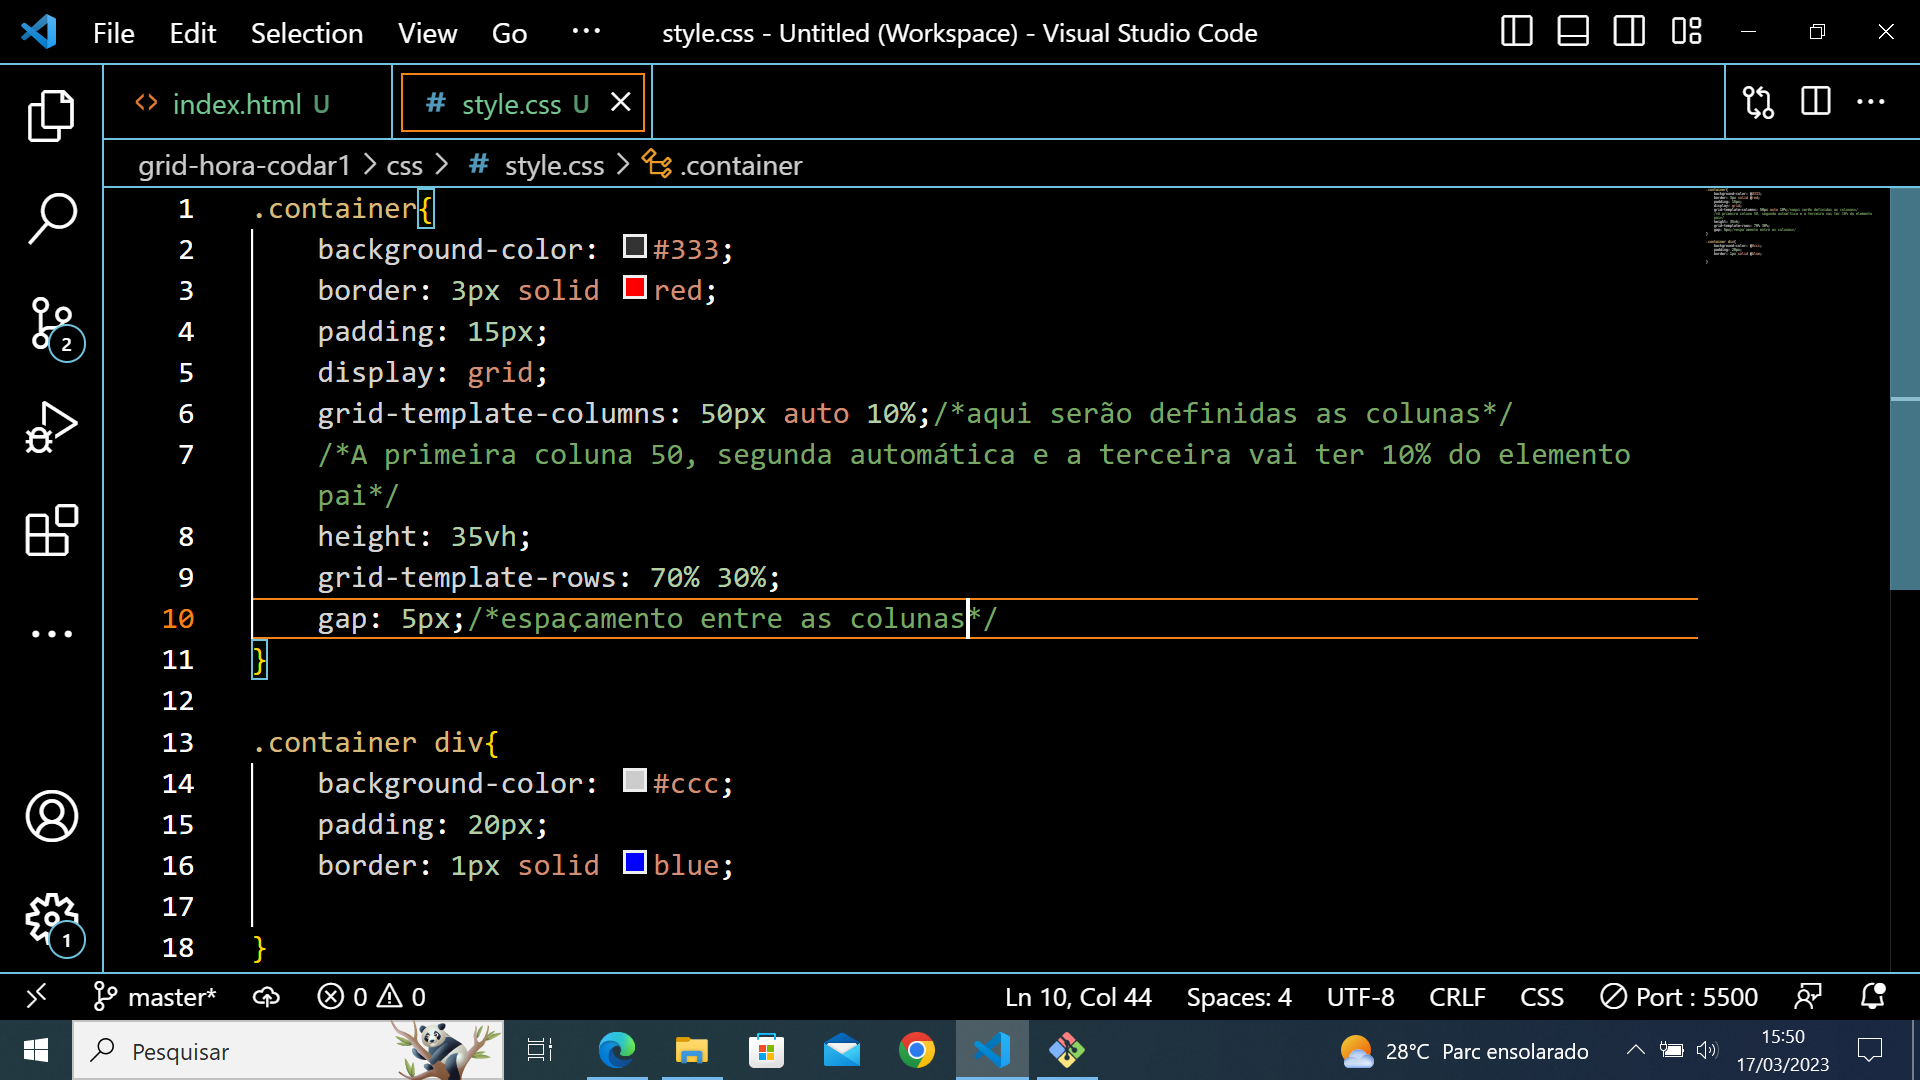 File Edit Selection View Go ··· style.css - Untitled (Workspace) - Visual Studio Code
index.html U # style.css U
grid-hora-codar1 > css > # style.css > .container
1 .container{
2 background-color: #333;
3 border: 3px solid red;
4 padding: 15px;
5 display: grid;
6 grid-template-columns: 50px auto 10%;/*aqui serão definidas as colunas*/
7 /*A primeira coluna 50, segunda automática e a terceira vai ter 10% do elemento
pai*/
8 height: 35vh;
9 grid-template-rows: 70% 30%;
10 gap: 5px;/*espaçamento entre as colunas*/
11 }
12
13 .container div{
14 background-color: #ccc;
15 padding: 20px;
16 border: 1px solid blue;
17
18 }
2
1
master* 0 0 Ln 10, Col 44 Spaces: 4 UTF-8 CRLF CSS Port : 5500
Pesquisar 28°C Parc ensolarado 15:50
17/03/2023